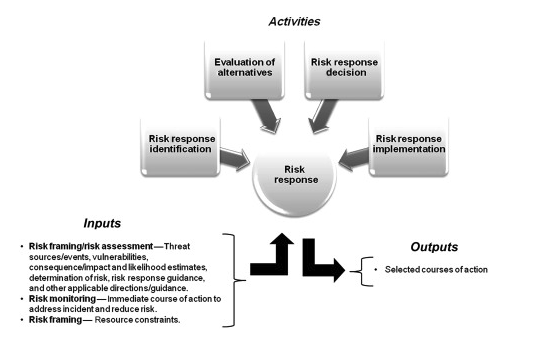 Activities
Evaluation of
alternatives
Risk response
decision
Risk response
identification
Risk response
implementation
Risk
response
Inputs
• Risk framing/risk assessment—Threat
sources/events, vulnerabilities,
consequence/impact and likelihood estimates,
determination of risk, risk response guidance,
and other applicable directions/guidance.
• Risk monitoring—Immediate course of action to
address incident and reduce risk.
• Risk framing— Resource constraints.
Outputs
• Selected courses of action